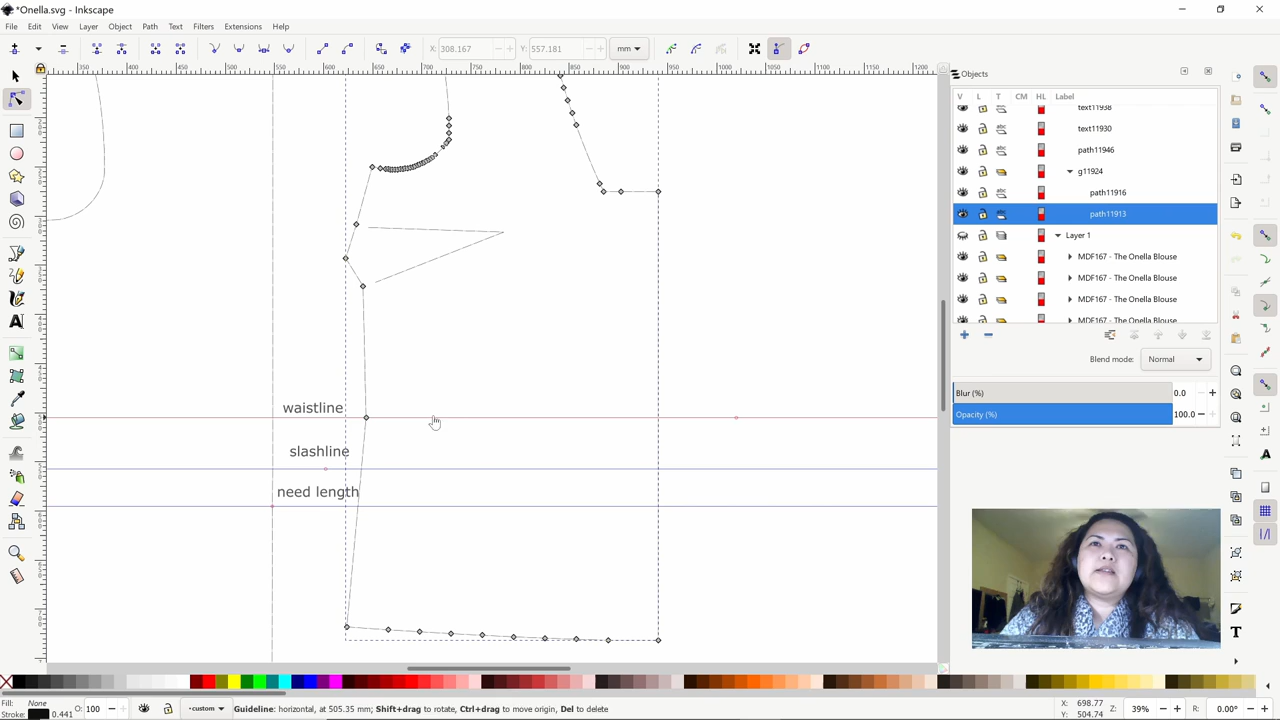 *Onella.svg - Inkscape
File Edit View Layer Object Path Text Filters Extensions Help
X: 308.167 Y: 557.181 mm
Objects
V L T CM HL Label
text11938
text11930
path11946
g11924
path11916
path11913
Layer 1
MDF167 - The Onella Blouse
MDF167 - The Onella Blouse
MDF167 - The Onella Blouse
MDF167 - The Onella Blouse
Blend mode: Normal
Blur (%) 0.0
Opacity (%) 100.0
waistline
slashline
need length
Fill: None O: 100 custom Guideline: horizontal, at 505.35 mm; Shift+drag to rotate, Ctrl+drag to move origin, Del to delete X: 698.77 Z: 39% R: 0.00°
Stroke: 0.441 Y: 504.74